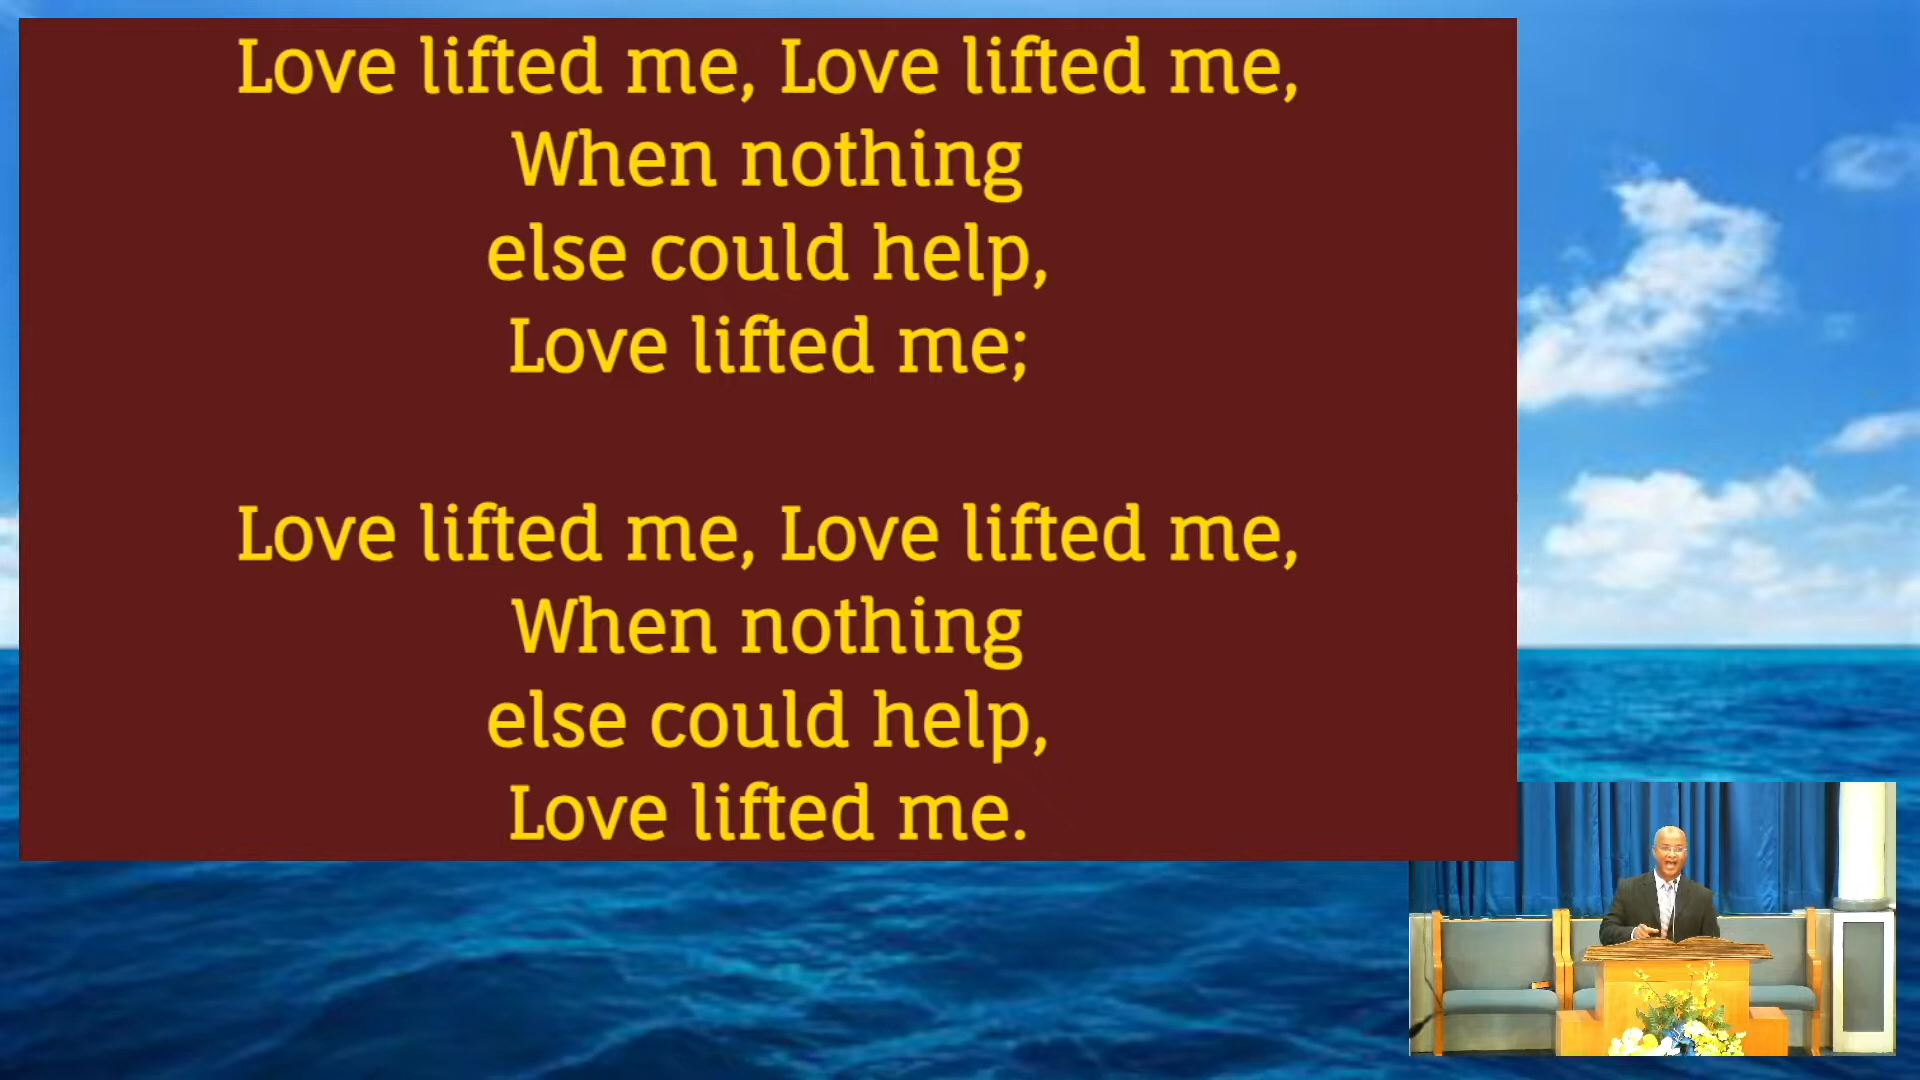 Love lifted me, Love lifted me,
When nothing
else could help,
Love lifted me;
Love lifted me, Love lifted me,
When nothing
else could help,
Love lifted me.